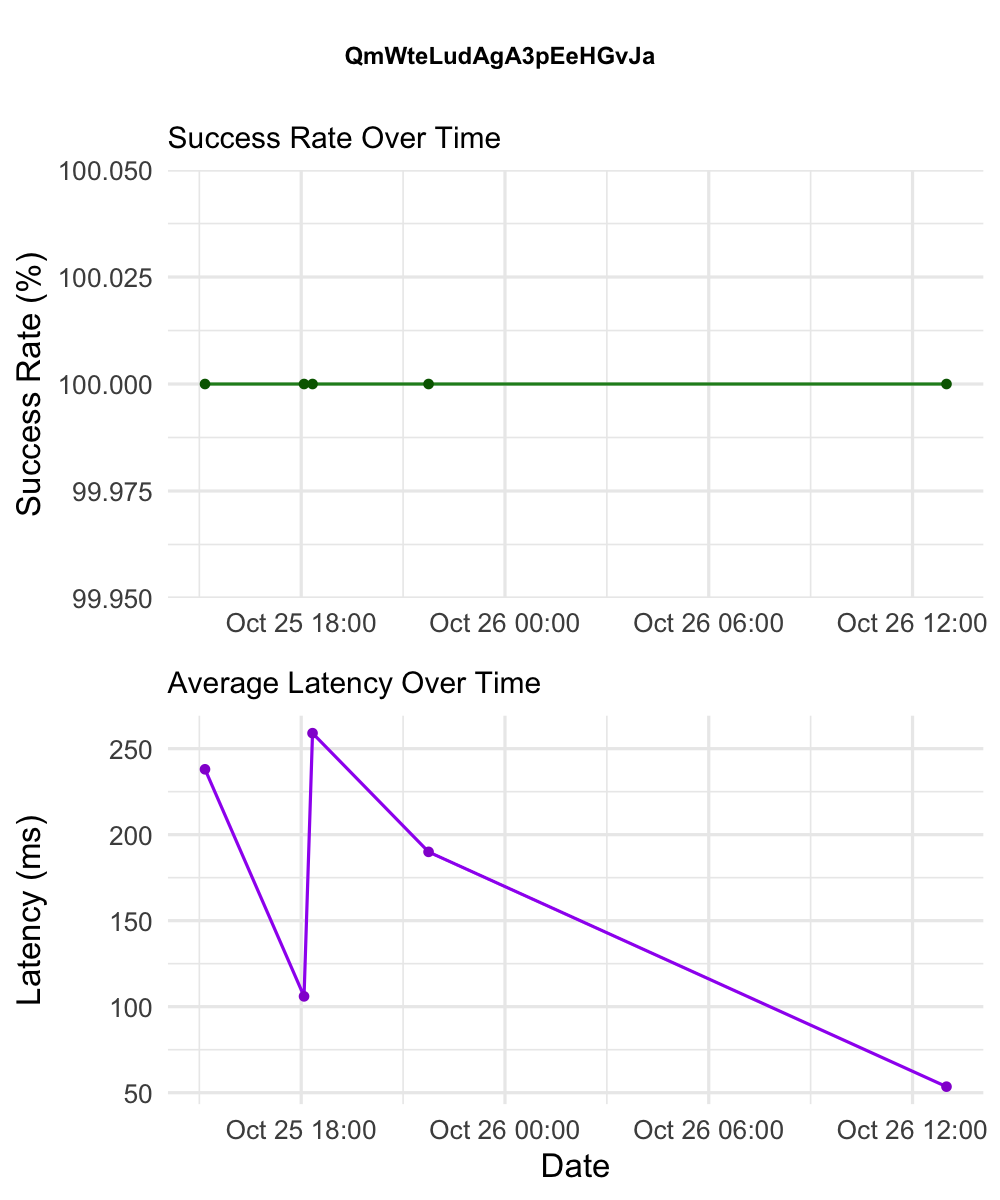 QmWteLudAgA3pEeHGvJa
Success Rate Over Time
Success Rate (%)
100.050
100.025
100.000
99.975
99.950
Oct 25 18:00 Oct 26 00:00 Oct 26 06:00 Oct 26 12:00
Average Latency Over Time
Latency (ms)
250
200
150
100
50
Oct 25 18:00 Oct 26 00:00 Oct 26 06:00 Oct 26 12:00
Date